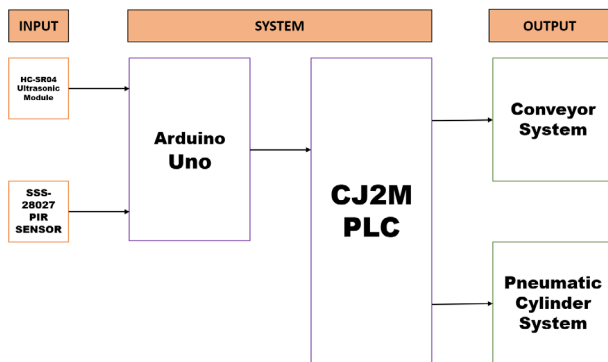 INPUT
SYSTEM
OUTPUT
HC-SR04
Ultrasonic
Module
Arduino
Uno
SSS-
28027
PIR
SENSOR
CJ2M
PLC
Conveyor
System
Pneumatic
Cylinder
System